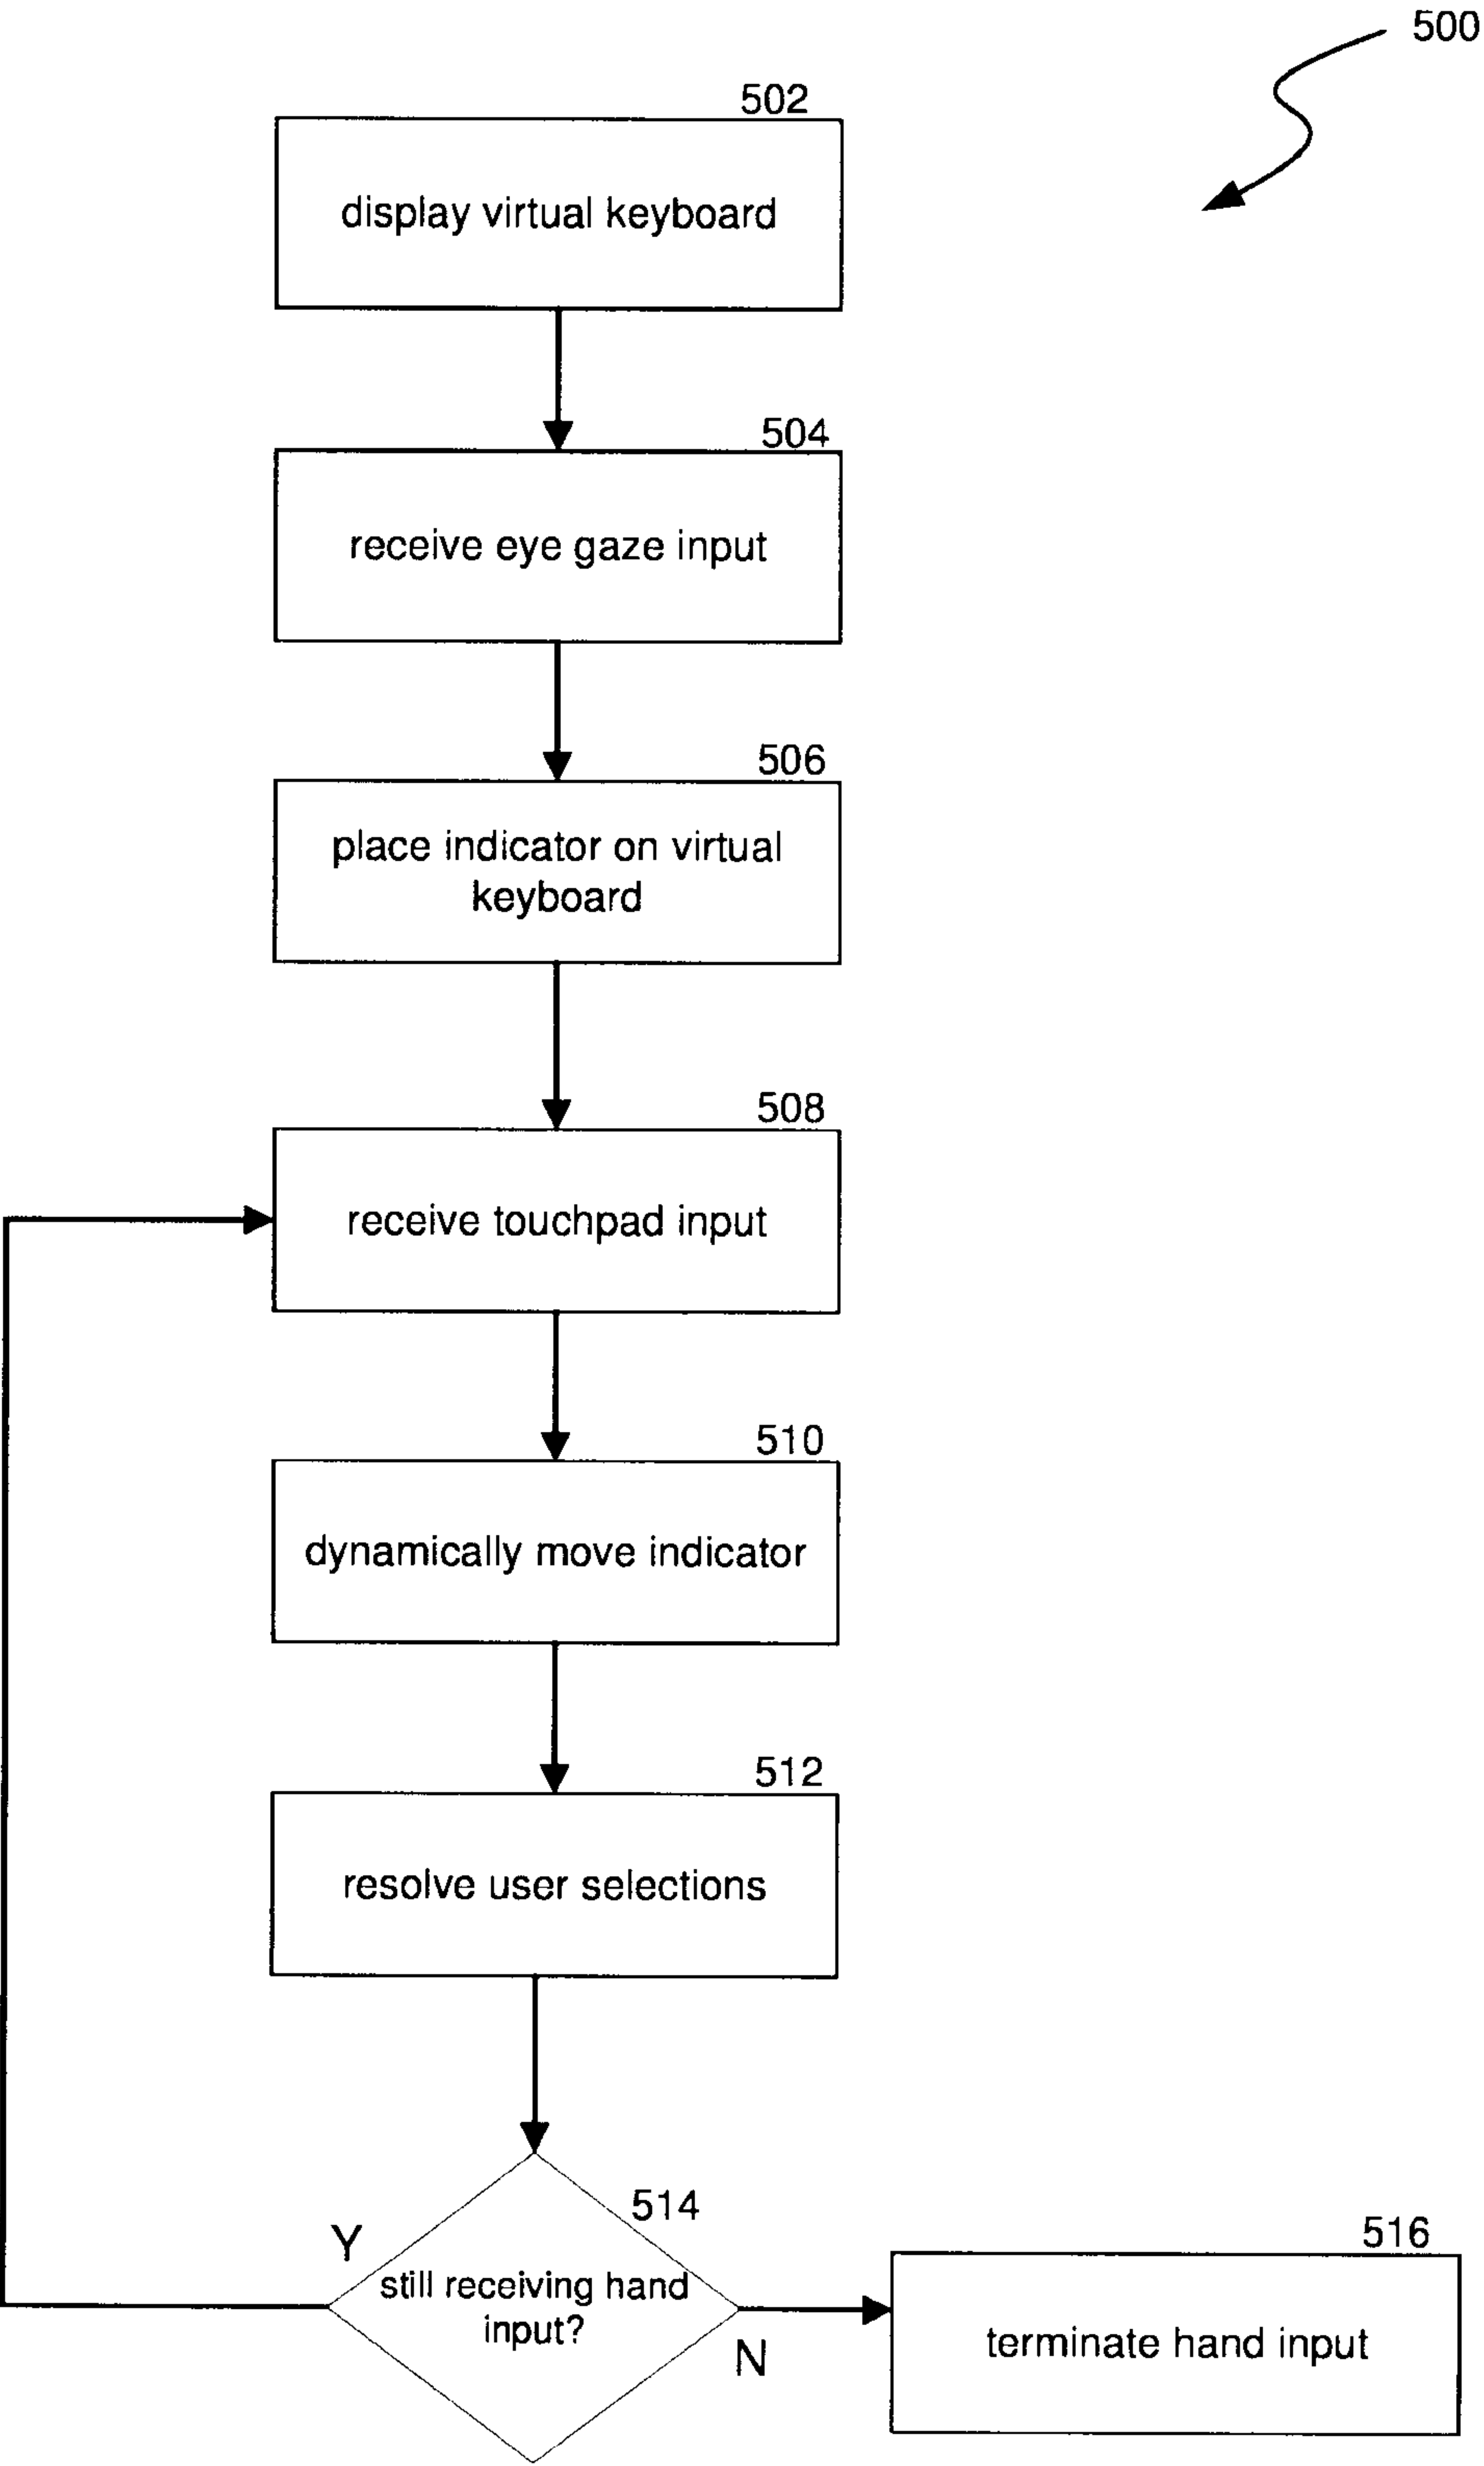 500
502
display virtual keyboard
504
receive eye gaze input
506
place indicator on virtual
keyboard
508
receive touchpad input
510
dynamically move indicator
512
resolve user selections
514
Y
still receiving hand
input?
N
516
terminate hand input